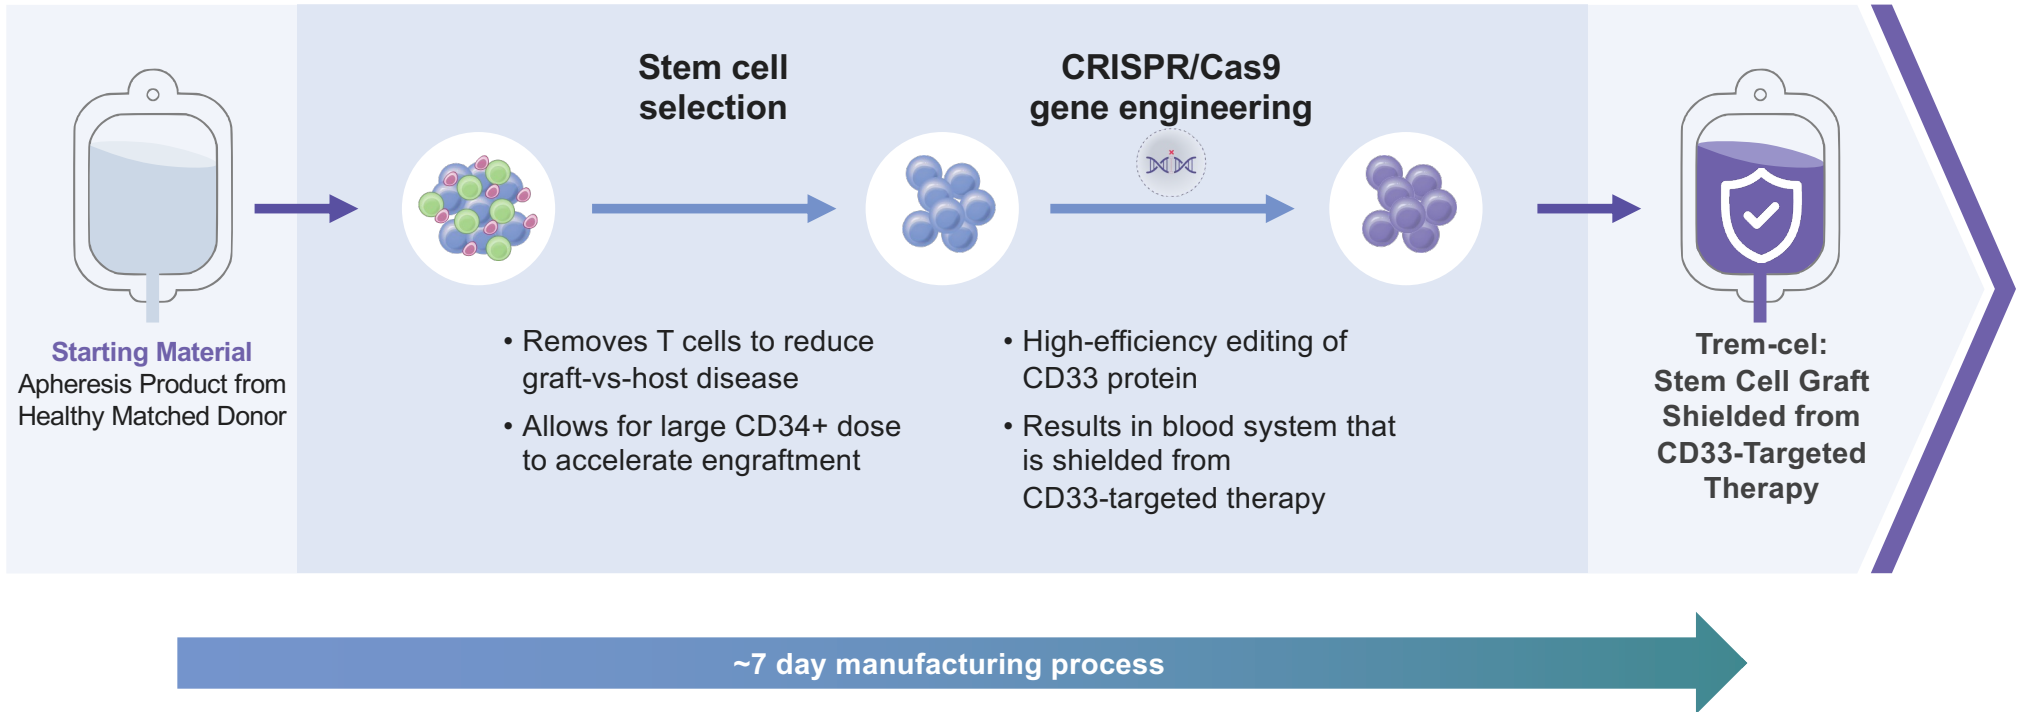 Stem cell
selection
CRISPR/Cas9
gene engineering
Starting Material
Apheresis Product from
Healthy Matched Donor
• Removes T cells to reduce
graft-vs-host disease
• Allows for large CD34+ dose
to accelerate engraftment
• High-efficiency editing of
CD33 protein
• Results in blood system that
is shielded from
CD33-targeted therapy
Trem-cel:
Stem Cell Graft
Shielded from
CD33-Targeted
Therapy
~7 day manufacturing process